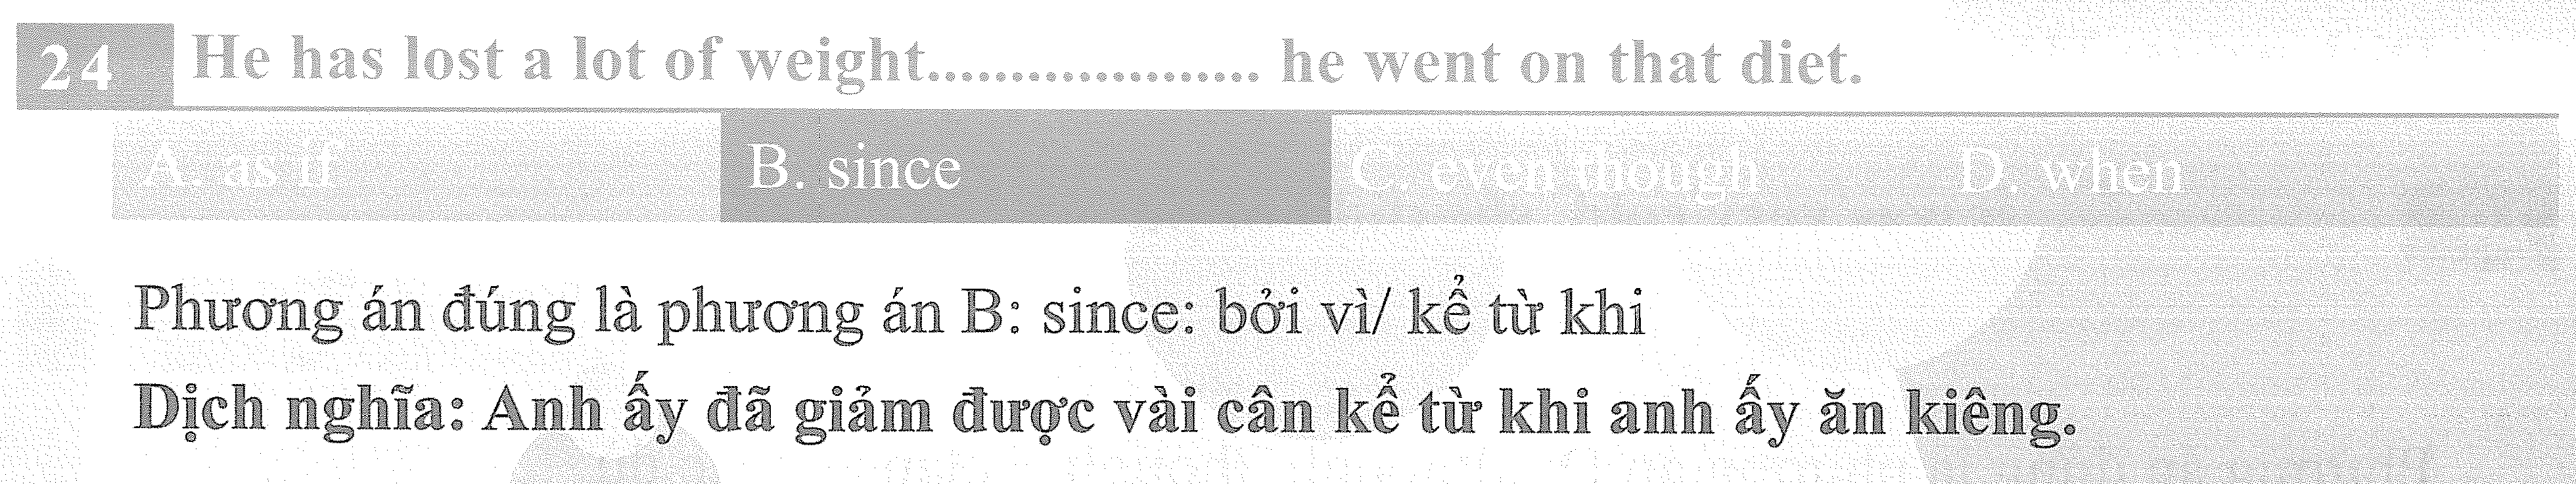 24 He has lost a lot of weight.................... he went on that diet.
A. as if B. since C. even though D. when
Phương án đúng là phương án B: since: bởi vì/ kể từ khi
Dịch nghĩa: Anh ấy đã giảm được vài cân kể từ khi anh ấy ăn kiêng.